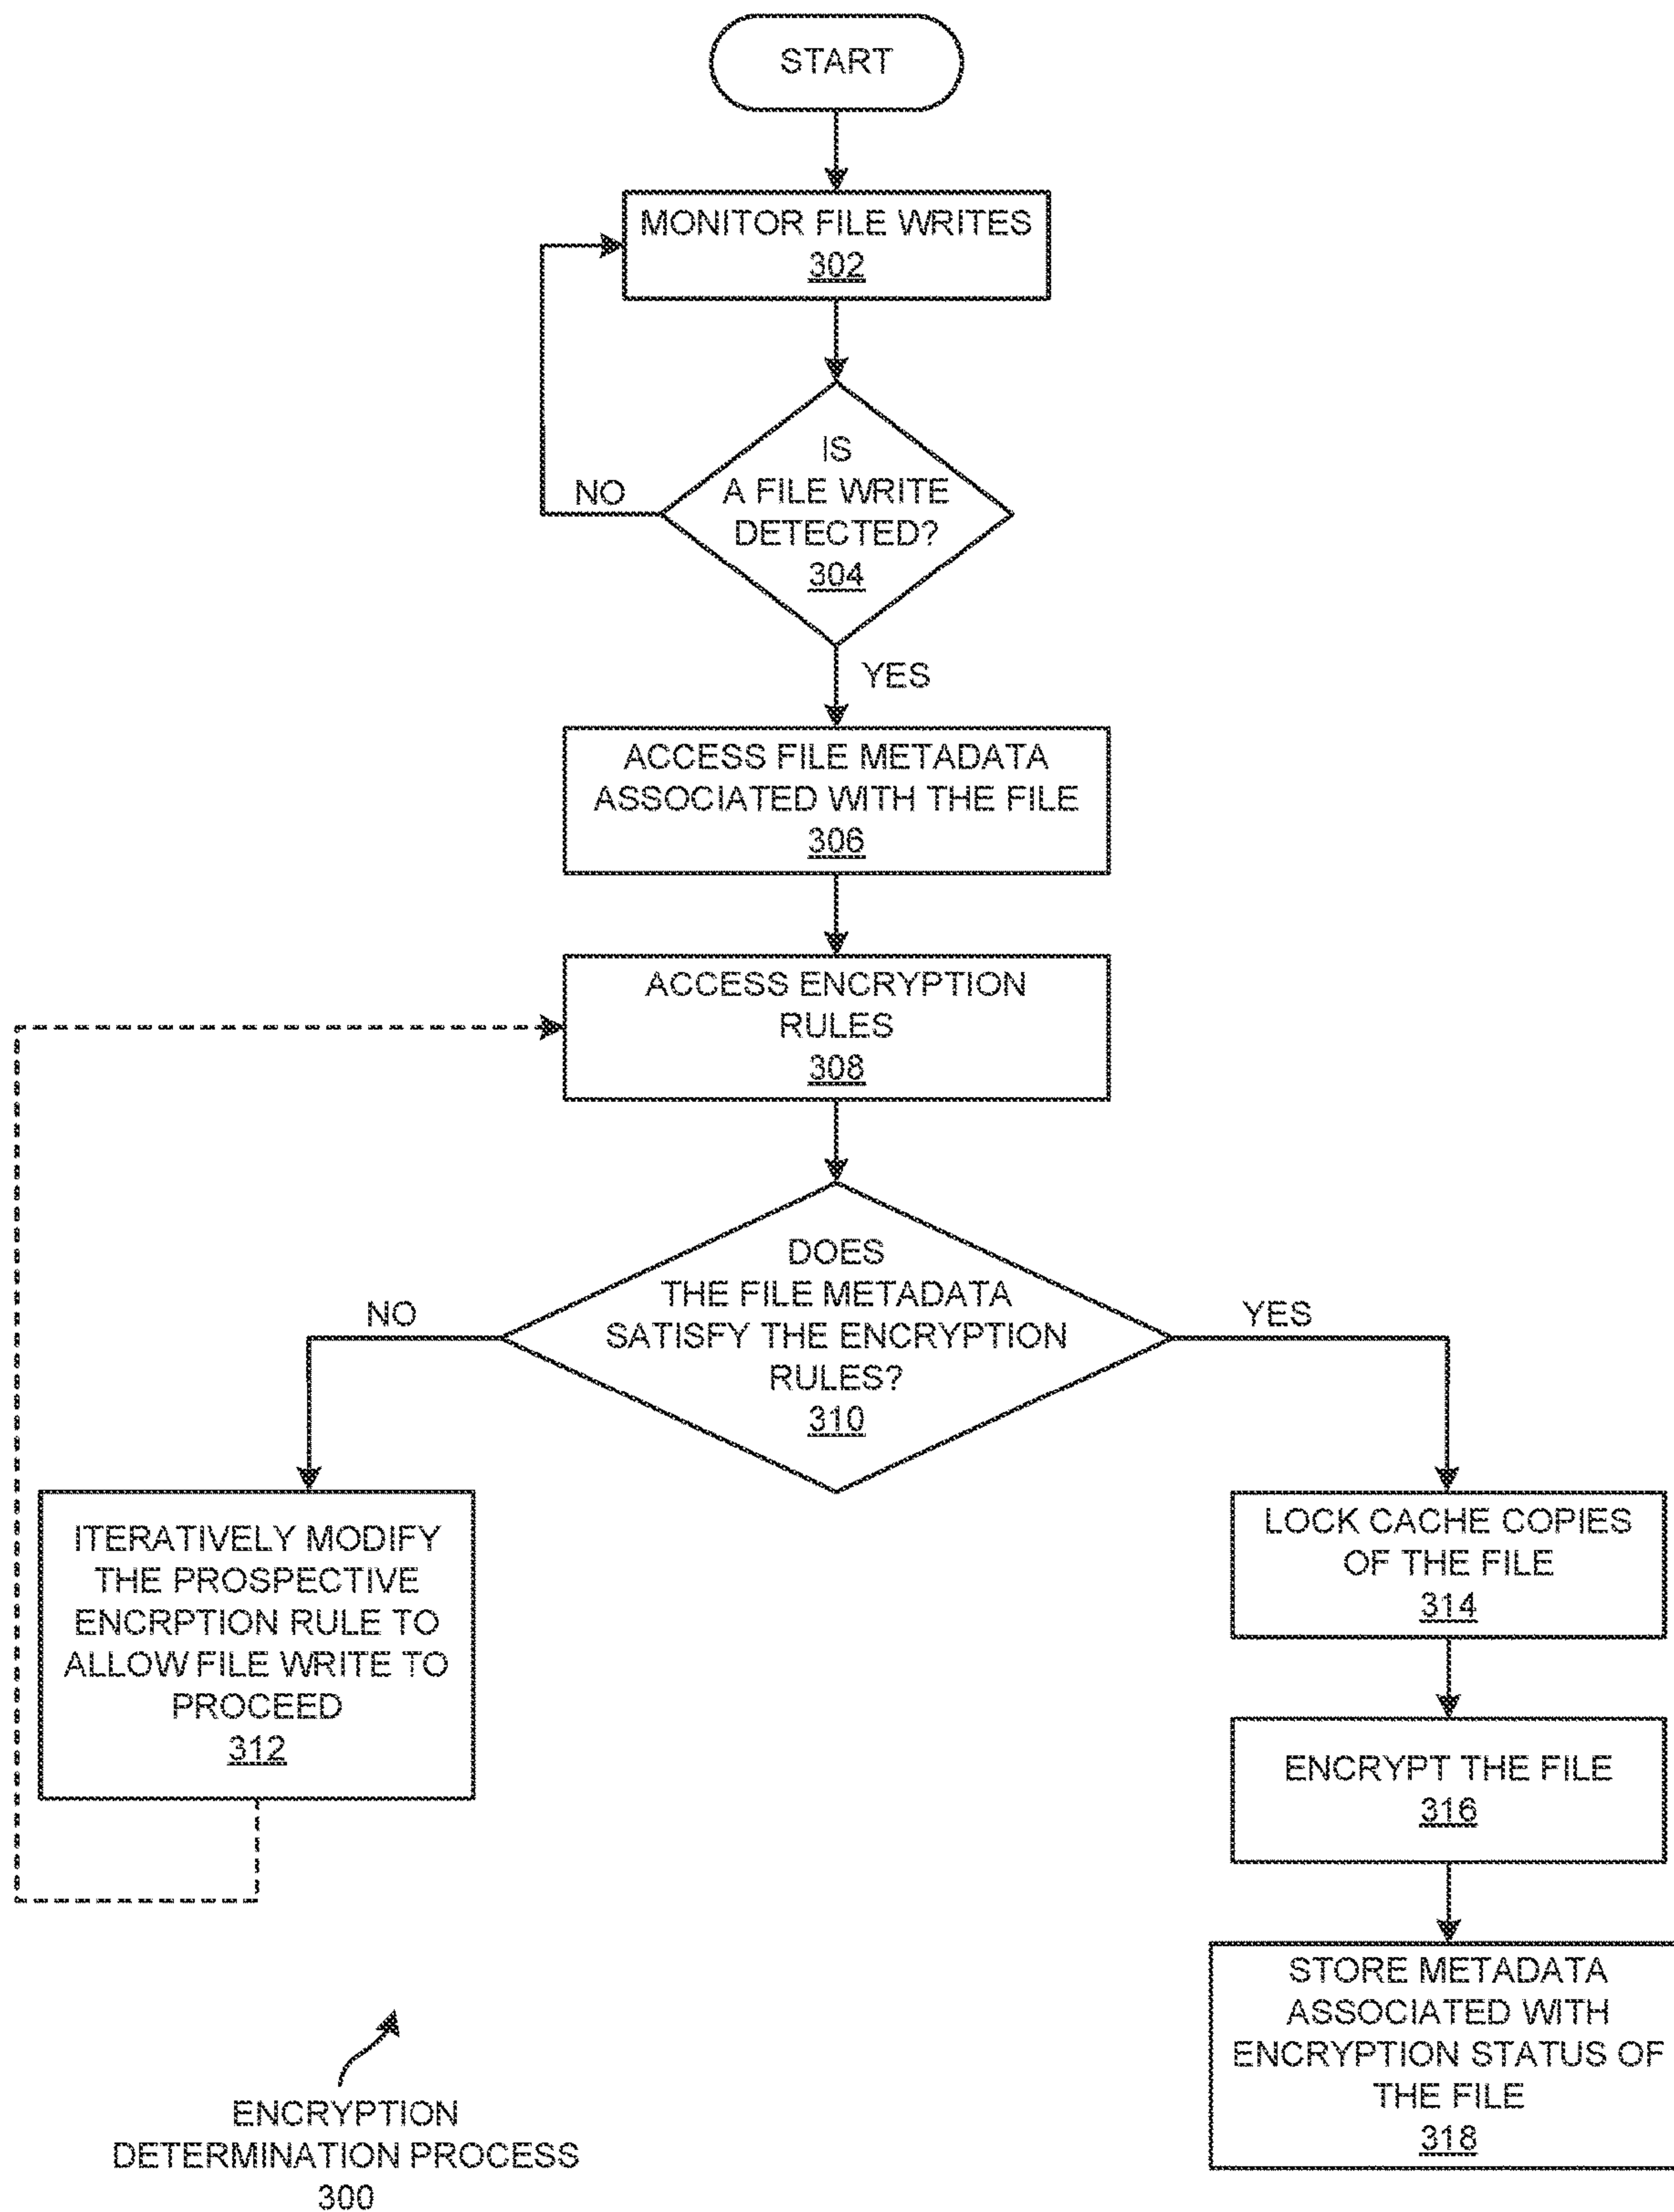 START
MONITOR FILE WRITES
302
IS
A FILE WRITE
DETECTED?
304
NO
YES
ACCESS FILE METADATA
ASSOCIATED WITH THE FILE
306
ACCESS ENCRYPTION
RULES
308
DOES
THE FILE METADATA
SATISFY THE ENCRYPTION
RULES?
310
NO
YES
ITERATIVELY MODIFY
THE PROSPECTIVE
ENCRPTION RULE TO
ALLOW FILE WRITE TO
PROCEED
312
LOCK CACHE COPIES
OF THE FILE
314
ENCRYPT THE FILE
316
STORE METADATA
ASSOCIATED WITH
ENCRYPTION STATUS OF
THE FILE
318
ENCRYPTION
DETERMINATION PROCESS
300